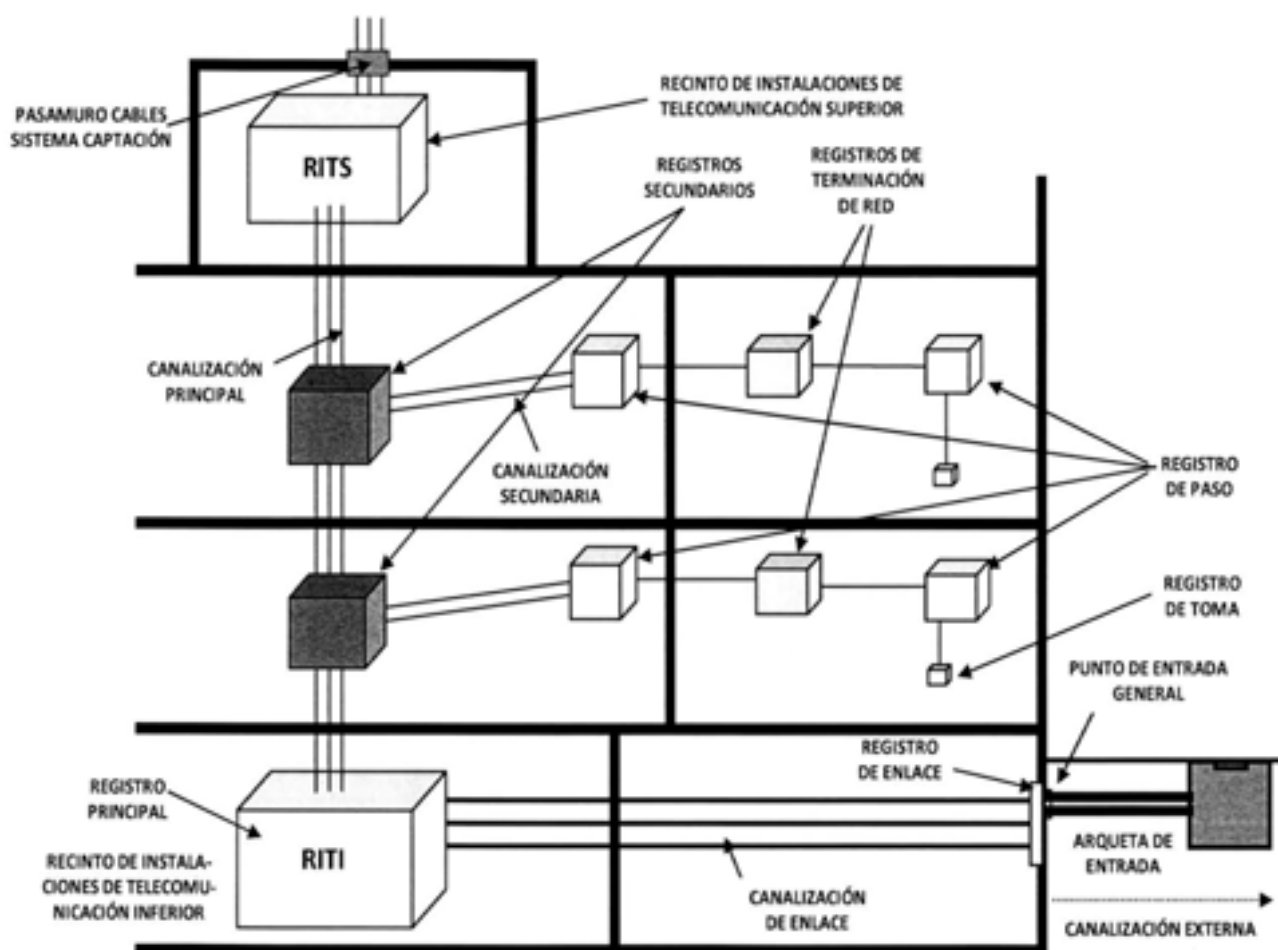 PASAMURO CABLES
SISTEMA CAPTACIÓN
RITS
RECINTO DE INSTALACIONES DE
TELECOMUNICACIÓN SUPERIOR
REGISTROS
SECUNDARIOS
REGISTROS DE
TERMINACIÓN
DE RED
CANALIZACIÓN
PRINCIPAL
CANALIZACIÓN
SECUNDARIA
REGISTRO
DE PASO
REGISTRO
DE TOMA
PUNTO DE ENTRADA
GENERAL
REGISTRO
DE ENLACE
REGISTRO
PRINCIPAL
RITI
RECINTO DE INSTALA-
CIONES DE TELECOMU-
NICACIÓN INFERIOR
CANALIZACIÓN
DE ENLACE
ARQUETA DE
ENTRADA
CANALIZACIÓN EXTERNA